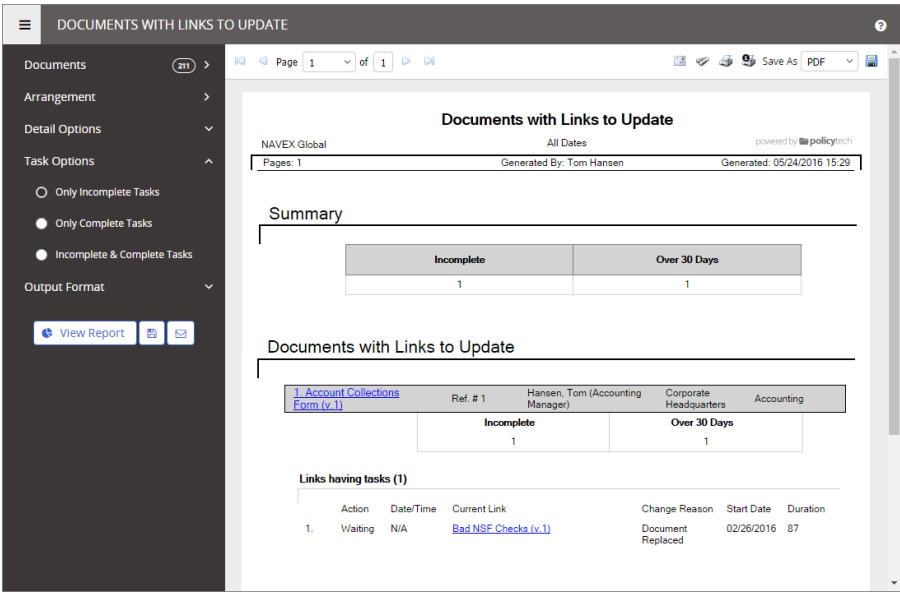 DOCUMENTS WITH LINKS TO UPDATE
Documents 211
Arrangement
Detail Options
Task Options
Only Incomplete Tasks
Only Complete Tasks
Incomplete & Complete Tasks
Output Format
View Report
Page 1 of 1 Save As PDF
Documents with Links to Update
NAVEX Global All Dates powered by policytech
Pages: 1 Generated By: Tom Hansen Generated: 05/24/2016 15:29
Summary
Incomplete Over 30 Days
1 1
Documents with Links to Update
1. Account Collections Ref. # 1 Hansen, Tom (Accounting Corporate Accounting
Form (v.1) Manager) Headquarters
Incomplete Over 30 Days
1 1
Links having tasks (1)
Action Date/Time Current Link Change Reason Start Date Duration
1. Waiting N/A Bad NSF Checks (v.1) Document 02/26/2016 87
Replaced